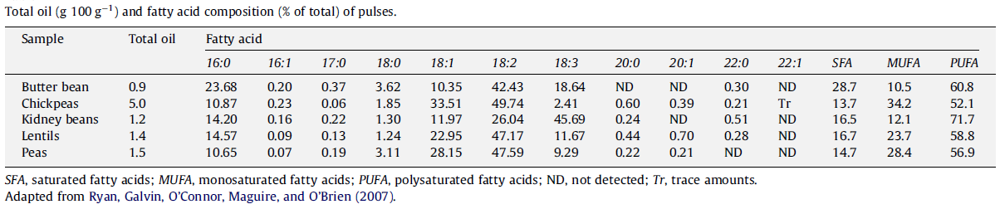 Total oil (g 100 g⁻¹) and fatty acid composition (% of total) of pulses.
Sample Total oil Fatty acid
16:0 16:1 17:0 18:0 18:1 18:2 18:3 20:0 20:1 22:0 22:1 SFA MUFA PUFA
Butter bean 0.9 23.68 0.20 0.37 3.62 10.35 42.43 18.64 ND ND 0.30 ND 28.7 10.5 60.8
Chickpeas 5.0 10.87 0.23 0.06 1.85 33.51 49.74 2.41 0.60 0.39 0.21 Tr 13.7 34.2 52.1
Kidney beans 1.2 14.20 0.16 0.22 1.30 11.97 26.04 45.69 0.24 ND 0.51 ND 16.5 12.1 71.7
Lentils 1.4 14.57 0.09 0.13 1.24 22.95 47.17 11.67 0.44 0.70 0.28 ND 16.7 23.7 58.8
Peas 1.5 10.65 0.07 0.19 3.11 28.15 47.59 9.29 0.22 0.21 ND ND 14.7 28.4 56.9
SFA, saturated fatty acids; MUFA, monosaturated fatty acids; PUFA, polysaturated fatty acids; ND, not detected; Tr, trace amounts.
Adapted from Ryan, Galvin, O'Connor, Maguire, and O'Brien (2007).